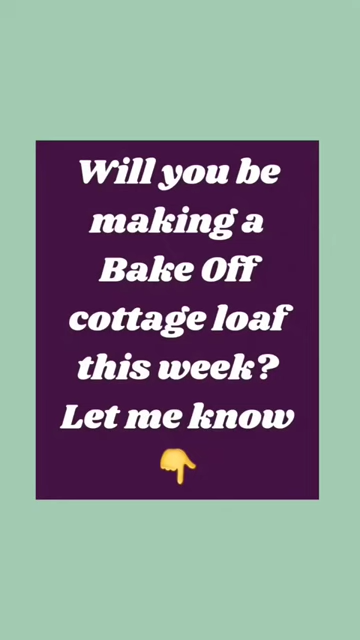 Will you be
making a
Bake Off
cottage loaf
this week?
Let me know
👇